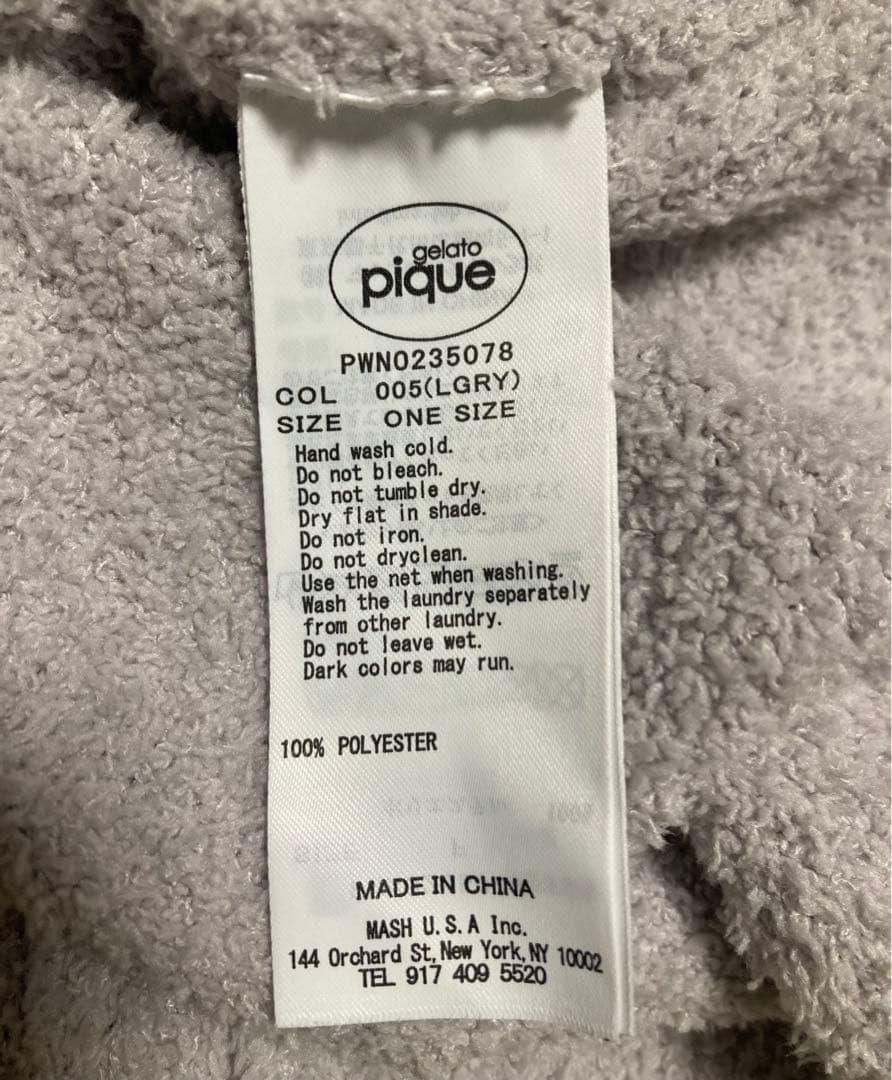 gelato
pique
PWNO235078
COL 005(LGRY)
SIZE ONE SIZE
Hand wash cold.
Do not bleach.
Do not tumble dry.
Dry flat in shade.
Do not iron.
Do not dryclean.
Use the net when washing.
Wash the laundry separately
from other laundry.
Do not leave wet.
Dark colors may run.
100% POLYESTER
MADE IN CHINA
MASH U.S.A Inc.
144 Orchard St, New York, NY 10002
TEL 917 409 5520